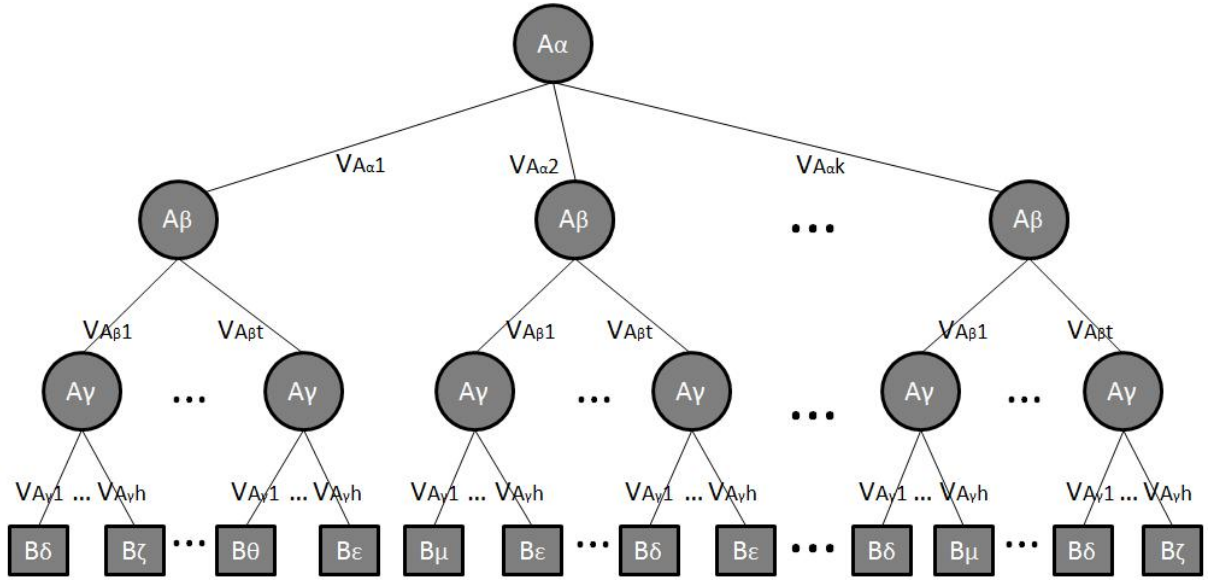 Aα
VAα1 VAα2 VAαk
Aβ Aβ ... Aβ
VAβ1 VAβt VAβ1 VAβt VAβ1 VAβt
Aγ ... Aγ Aγ ... Aγ ... Aγ ... Aγ
VAγ1 ... VAγh VAγ1 ... VAγh VAγ1 ... VAγh VAγ1 ... VAγh VAγ1 ... VAγh VAγ1 ... VAγh
Bδ Bζ ... Bθ Bε Bμ Bε ... Bδ Bε ... Bδ Bμ ... Bδ Bζ